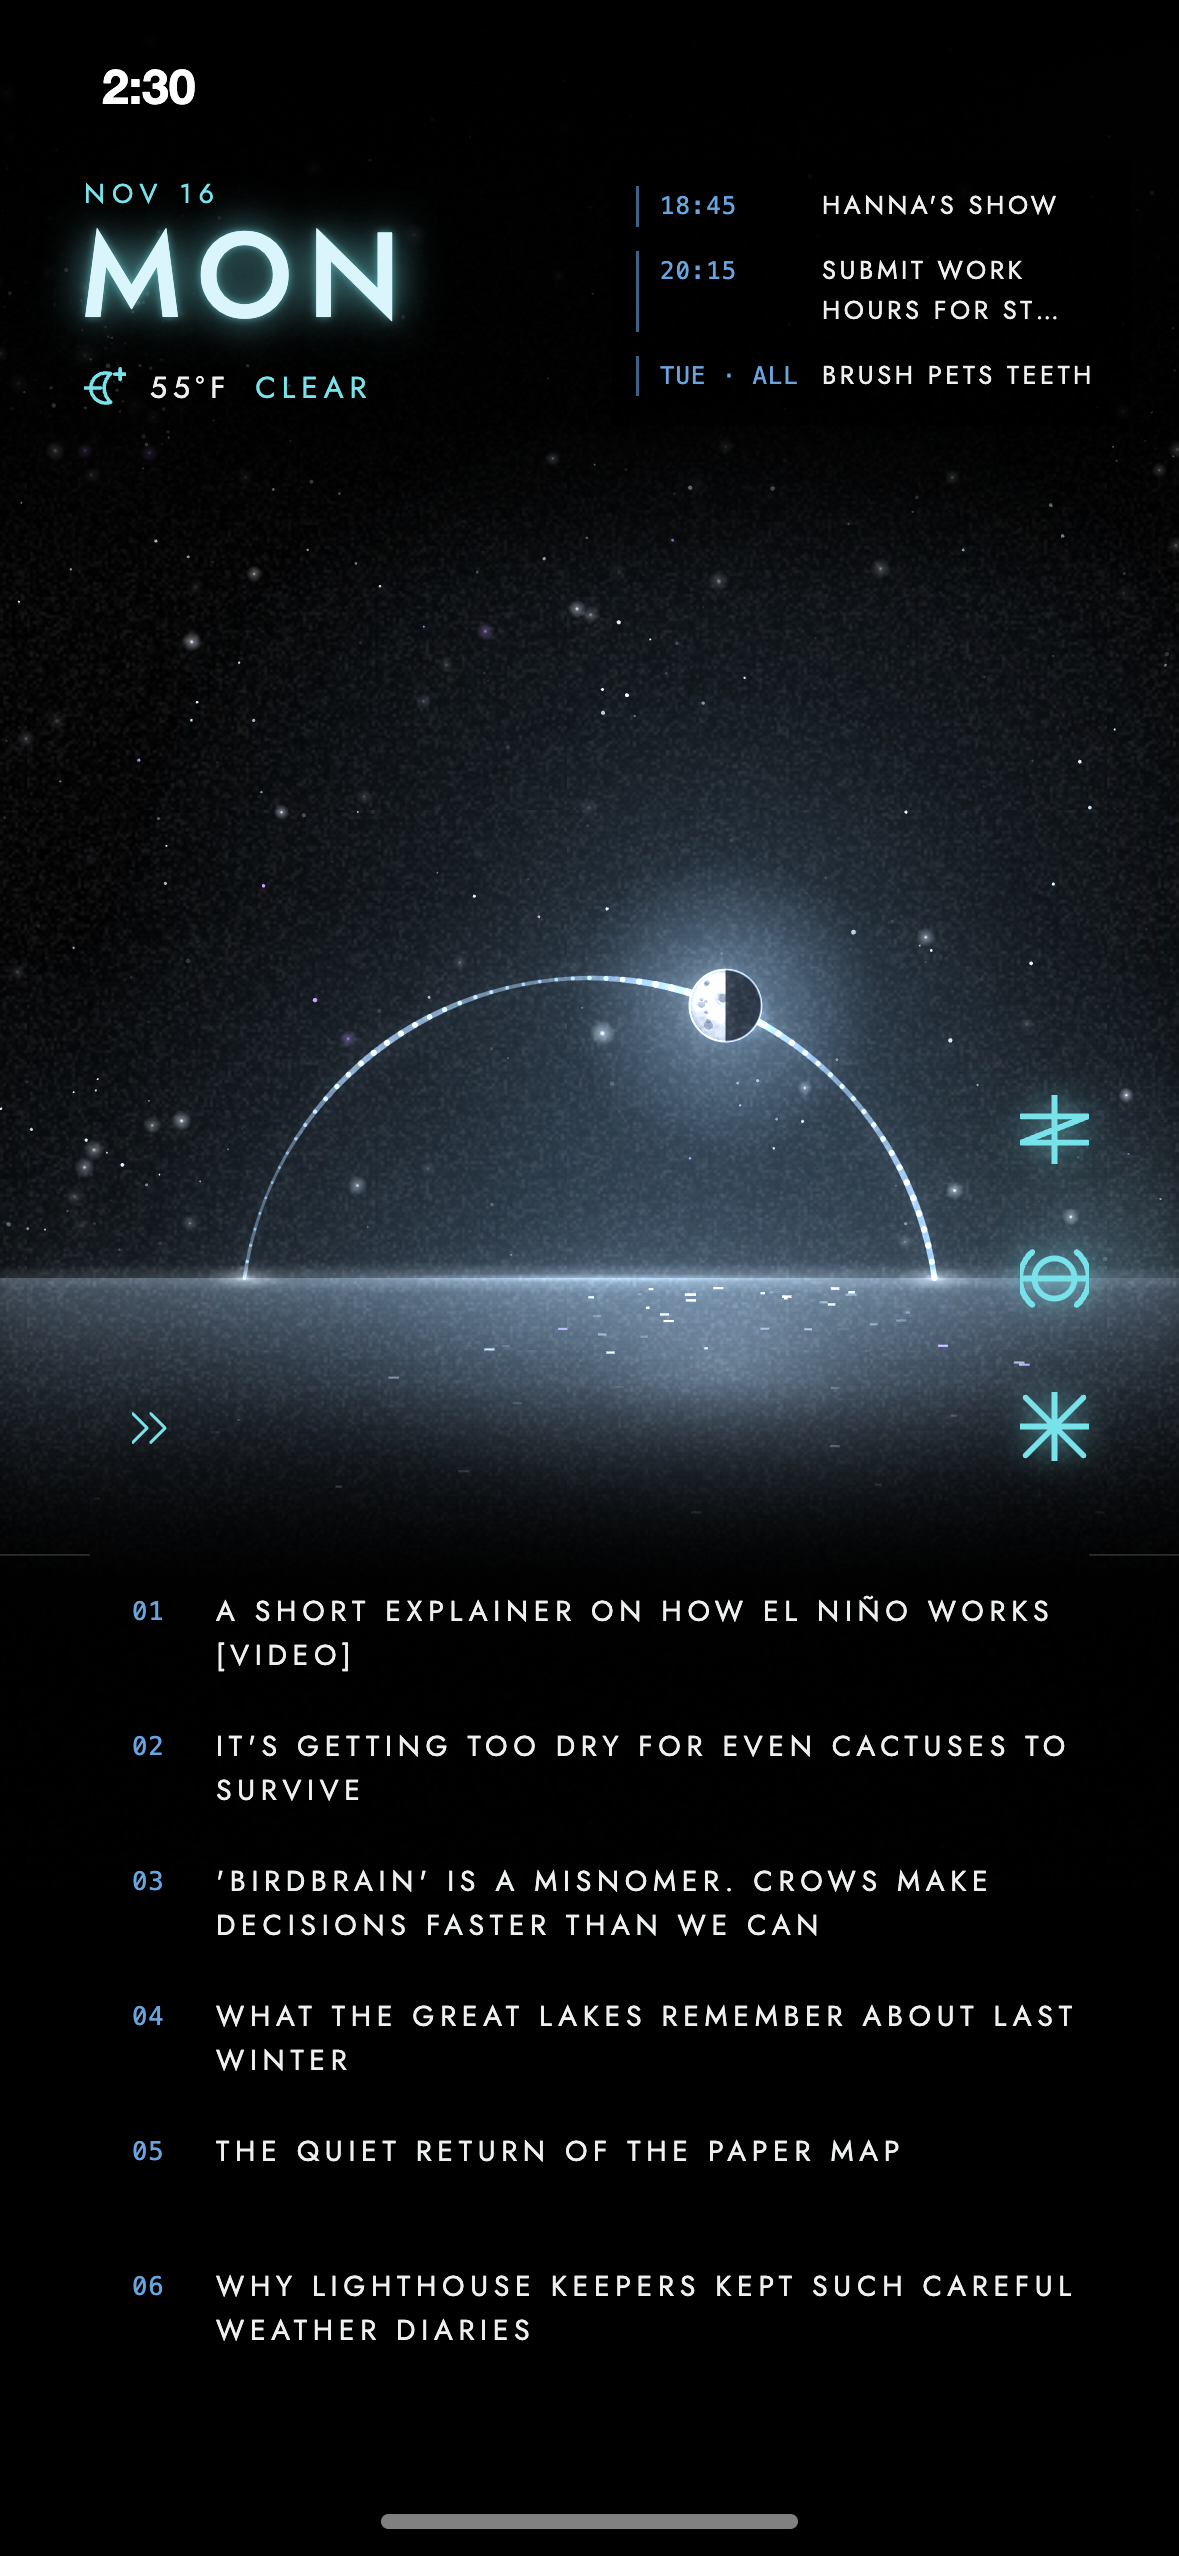 2:30
NOV 16
MON
55°F CLEAR
18:45 HANNA'S SHOW
20:15 SUBMIT WORK
HOURS FOR ST...
TUE · ALL BRUSH PETS TEETH
01 A SHORT EXPLAINER ON HOW EL NIÑO WORKS
[VIDEO]
02 IT'S GETTING TOO DRY FOR EVEN CACTUSES TO
SURVIVE
03 'BIRDBRAIN' IS A MISNOMER. CROWS MAKE
DECISIONS FASTER THAN WE CAN
04 WHAT THE GREAT LAKES REMEMBER ABOUT LAST
WINTER
05 THE QUIET RETURN OF THE PAPER MAP
06 WHY LIGHTHOUSE KEEPERS KEPT SUCH CAREFUL
WEATHER DIARIES